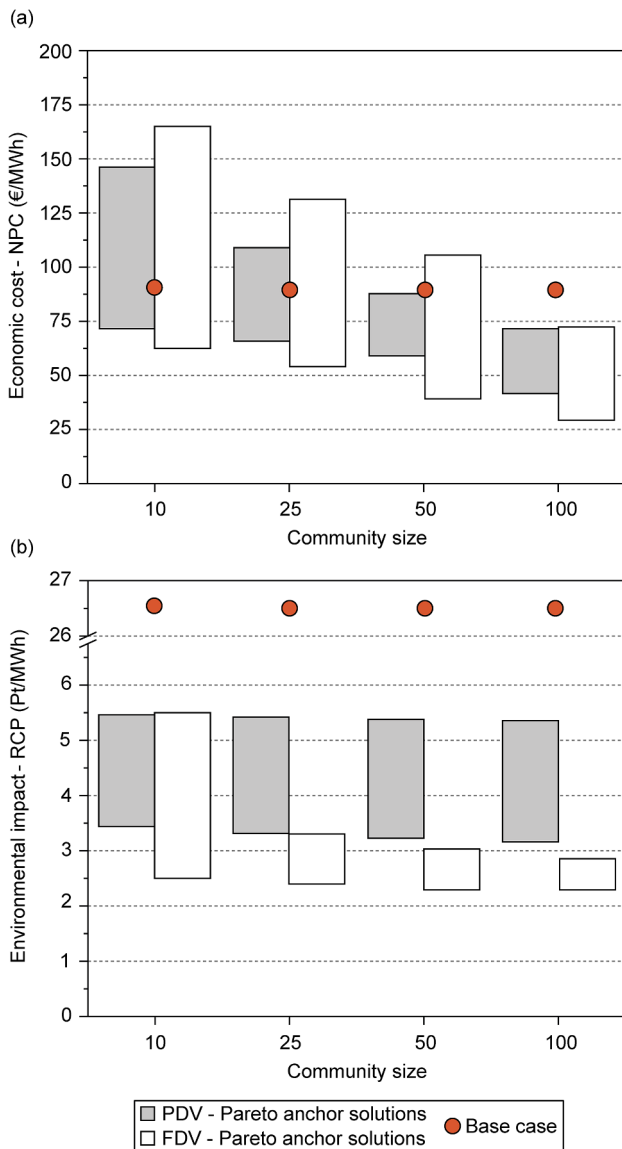 (a)
Economic cost - NPC (€/MWh)
200
175
150
125
100
75
50
25
0
10 25 50 100
Community size
(b)
Environmental impact - RCP (Pt/MWh)
27
26
6
5
4
3
2
1
0
10 25 50 100
Community size
PDV - Pareto anchor solutions
FDV - Pareto anchor solutions
Base case